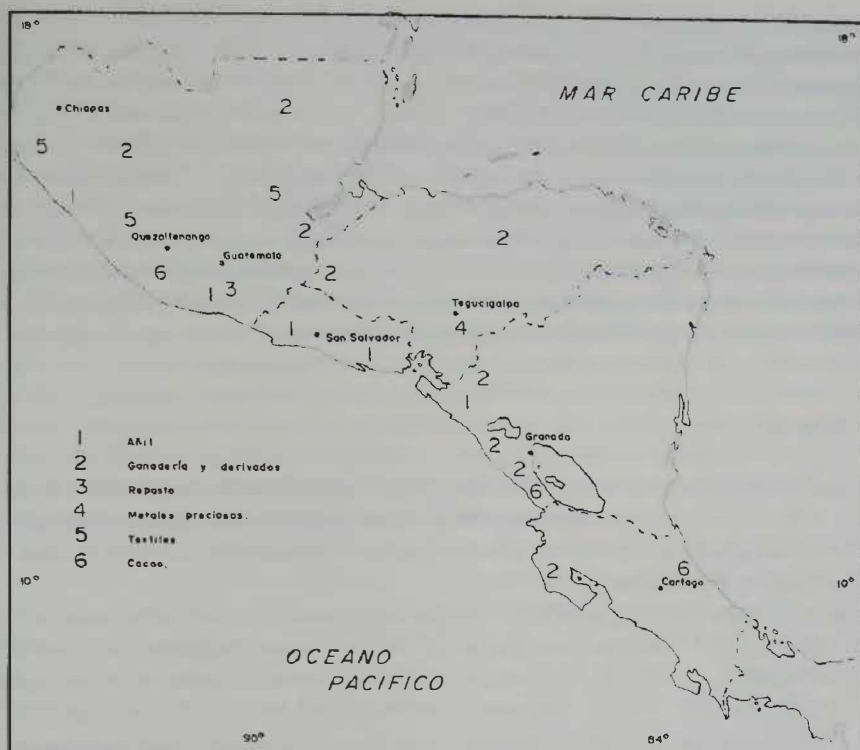 18°
18°
MAR CARIBE
Chiapas
2
5
2
5
5
2
2
Quezaltenango
Guatemala
6
2
3
1
Tegucigalpa
4
1
San Salvador
1
2
1
1 Añil
2 Ganadería y derivados
3 Repasto
4 Metales preciosos.
5 Textiles
6 Cacao.
Granada
2
2
6
10°
2
6
Cartago
10°
OCEANO
PACIFICO
90°
84°